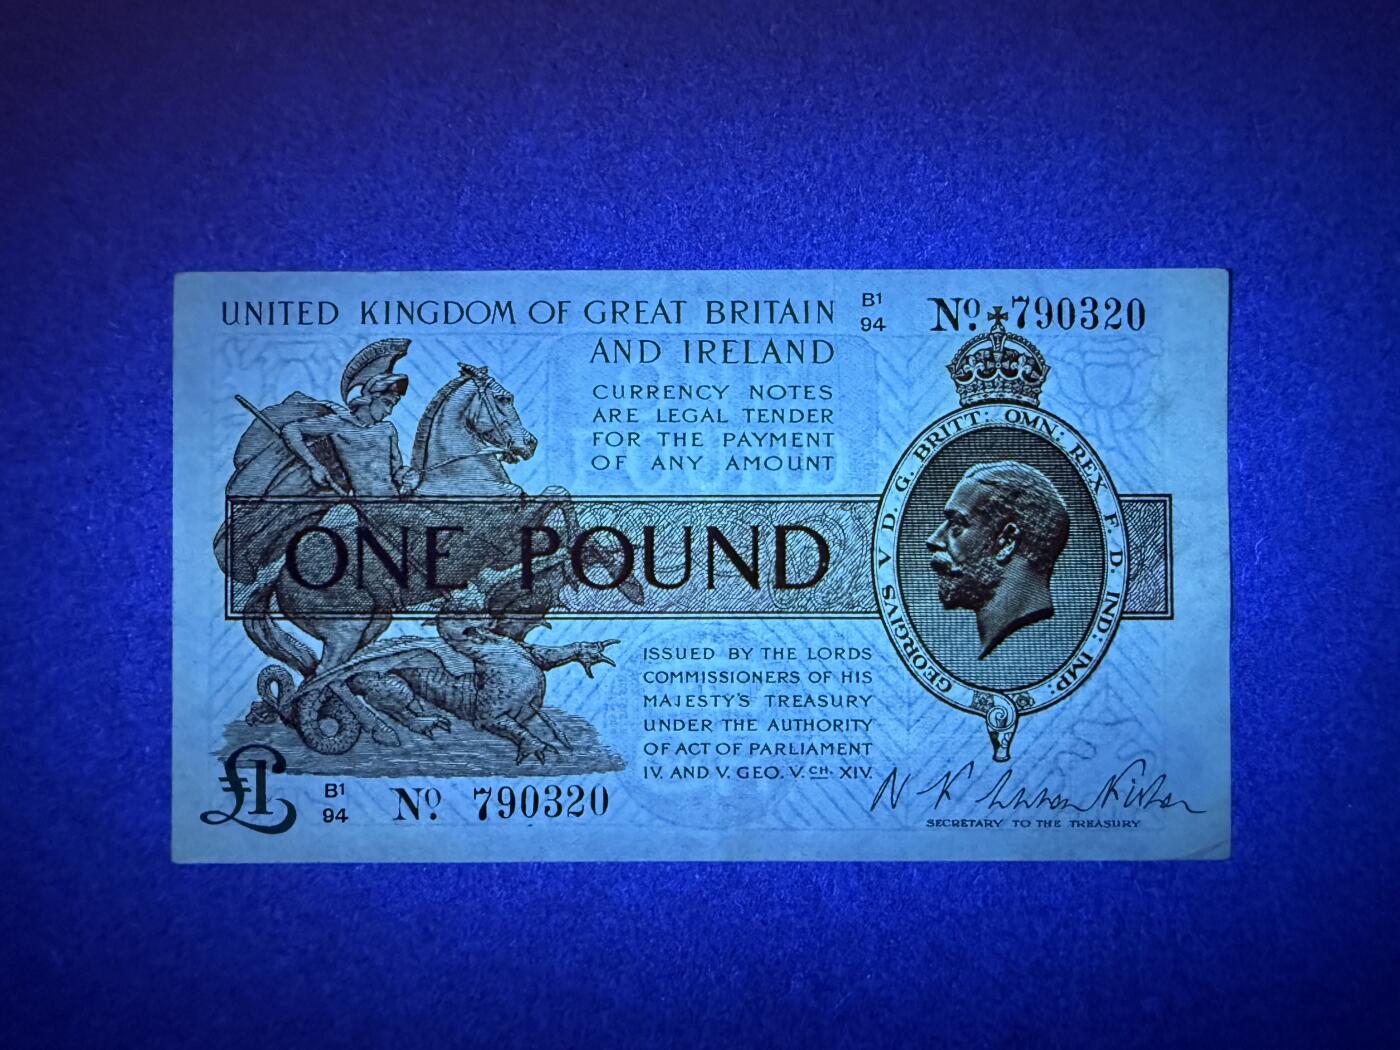 UNITED KINGDOM OF GREAT BRITAIN
AND IRELAND
B1
94
No. 790320
CURRENCY NOTES
ARE LEGAL TENDER
FOR THE PAYMENT
OF ANY AMOUNT
ONE POUND
GEORGIVS V D. G. BRITT: OMN: REX F. D. IND: IMP:
ISSUED BY THE LORDS
COMMISSIONERS OF HIS
MAJESTY'S TREASURY
UNDER THE AUTHORITY
OF ACT OF PARLIAMENT
IV. AND V. GEO. V. CH. XIV.
£1
B1
94
No. 790320
N K Warren Fisher
SECRETARY TO THE TREASURY